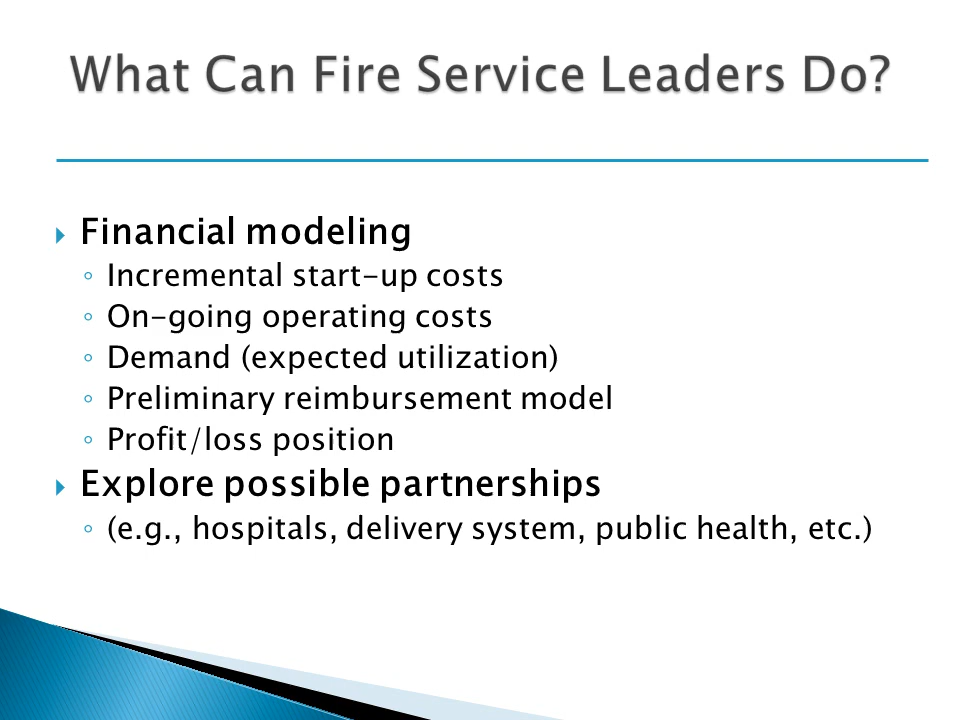 What Can Fire Service Leaders Do?
Financial modeling
Incremental start-up costs
On-going operating costs
Demand (expected utilization)
Preliminary reimbursement model
Profit/loss position
Explore possible partnerships
(e.g., hospitals, delivery system, public health, etc.)